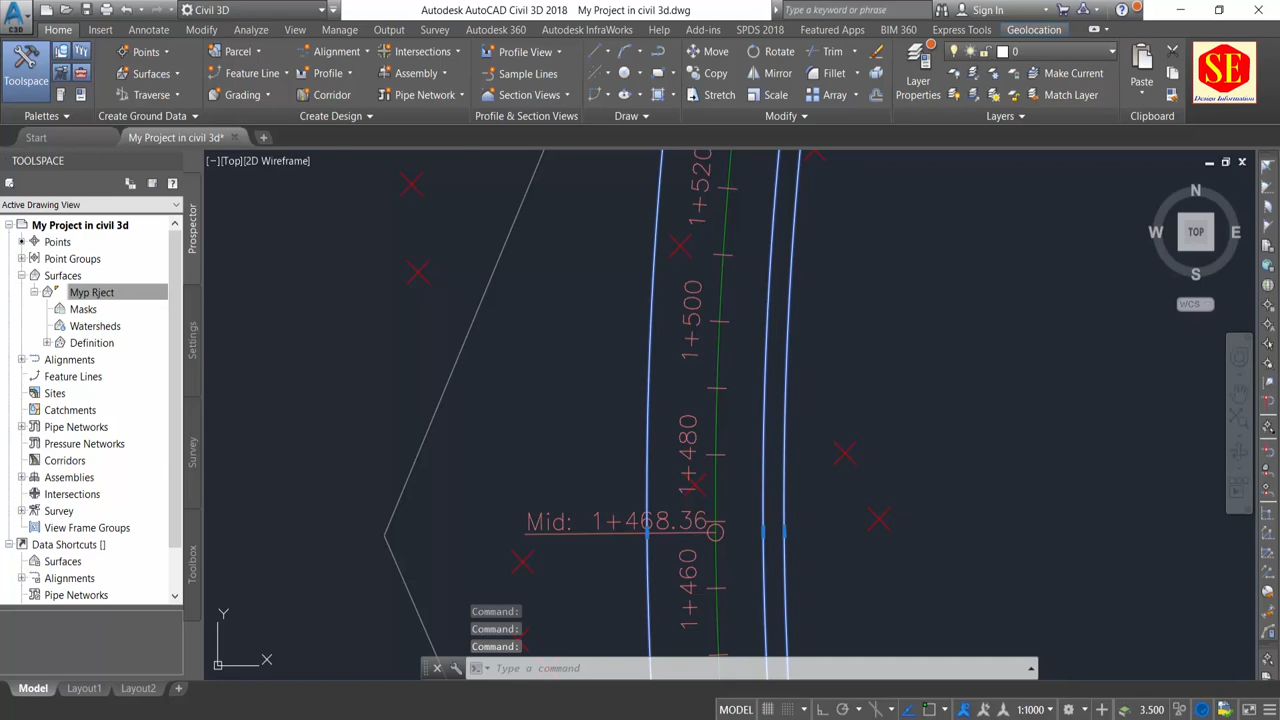 C3D
Civil 3D
Autodesk AutoCAD Civil 3D 2018 My Project in civil 3d.dwg
Type a keyword or phrase
Sign In
Home Insert Annotate Modify Analyze View Manage Output Survey Autodesk 360 Autodesk InfraWorks Help Add-ins SPDS 2018 Featured Apps BIM 360 Express Tools Geolocation
Toolspace
Points
Surfaces
Traverse
Parcel
Feature Line
Grading
Alignment
Profile
Corridor
Intersections
Assembly
Pipe Network
Profile View
Sample Lines
Section Views
Move
Copy
Stretch
Rotate
Mirror
Scale
Trim
Fillet
Array
Layer
Properties
0
Make Current
Match Layer
Paste
SE
Design Information
Palettes Create Ground Data Create Design Profile & Section Views Draw Modify Layers Clipboard
Start My Project in civil 3d*
TOOLSPACE
Active Drawing View
My Project in civil 3d
Points
Point Groups
Surfaces
Myp Rject
Masks
Watersheds
Definition
Alignments
Feature Lines
Sites
Catchments
Pipe Networks
Pressure Networks
Corridors
Assemblies
Intersections
Survey
View Frame Groups
Data Shortcuts []
Surfaces
Alignments
Pipe Networks
Prospector
Settings
Survey
Toolbox
[−][Top][2D Wireframe]
1+520
1+500
1+480
Mid: 1+468.36
1+460
N
W TOP E
S
WCS
Y
X
Command:
Command:
Command:
Type a command
Model Layout1 Layout2
MODEL 1:1000 3.500